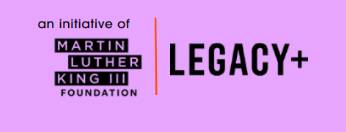 an initiative of
MARTIN
LUTHER
KING III
FOUNDATION
LEGACY+